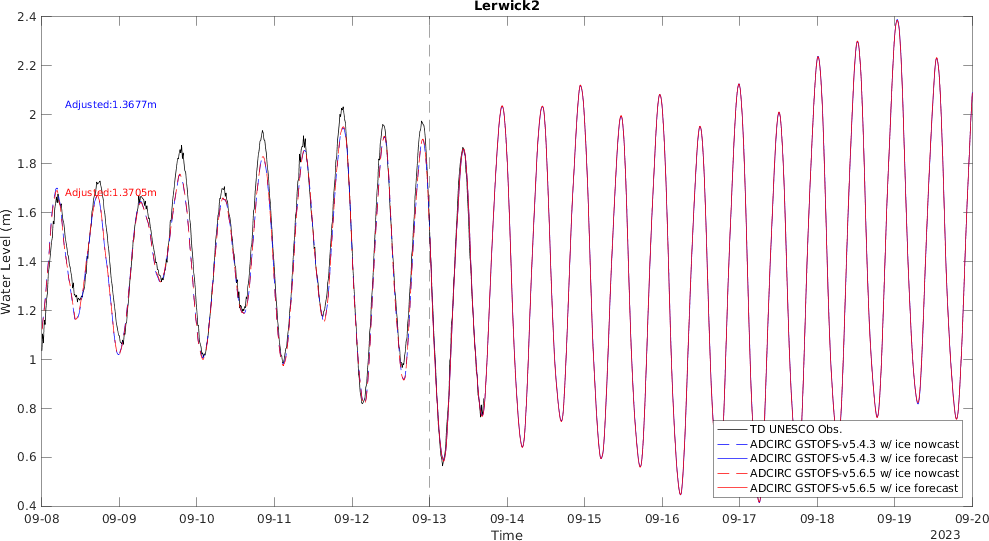 Lerwick2
2.4
2.2
2
1.8
1.6
1.4
1.2
1
0.8
0.6
0.4
Water Level (m)
Adjusted:1.3677m
Adjusted:1.3705m
TD UNESCO Obs.
ADCIRC GSTOFS-v5.4.3 w/ ice nowcast
ADCIRC GSTOFS-v5.4.3 w/ ice forecast
ADCIRC GSTOFS-v5.6.5 w/ ice nowcast
ADCIRC GSTOFS-v5.6.5 w/ ice forecast
09-08 09-09 09-10 09-11 09-12 09-13 09-14 09-15 09-16 09-17 09-18 09-19 09-20
Time
2023